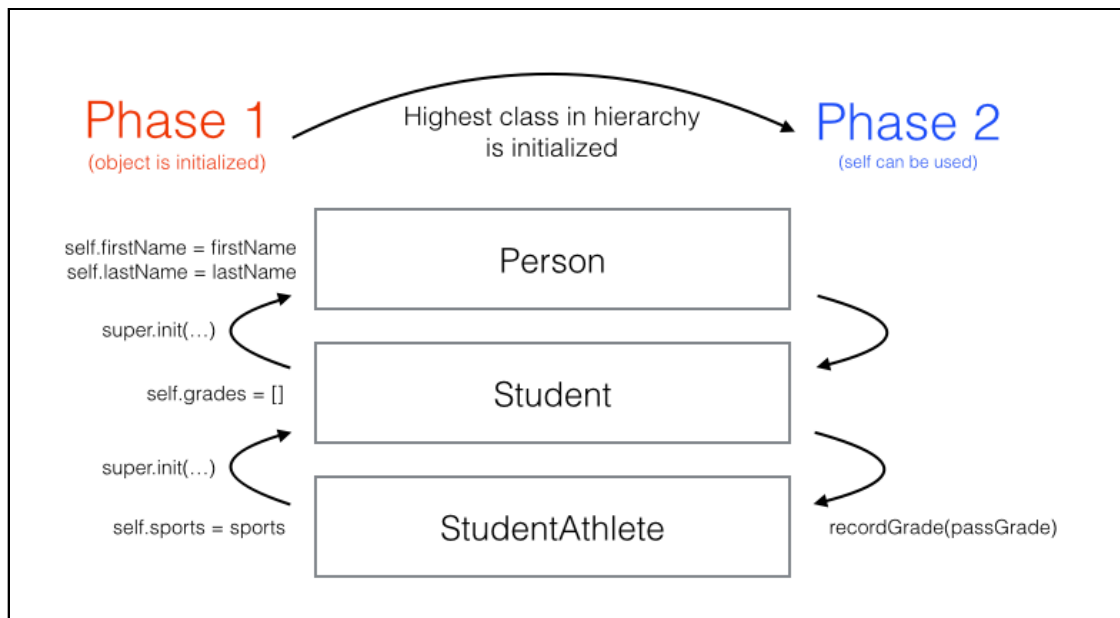 Phase 1
(object is initialized)
Highest class in hierarchy
is initialized
Phase 2
(self can be used)
self.firstName = firstName
self.lastName = lastName
Person
super.init(…)
self.grades = []
Student
super.init(…)
self.sports = sports
StudentAthlete
recordGrade(passGrade)